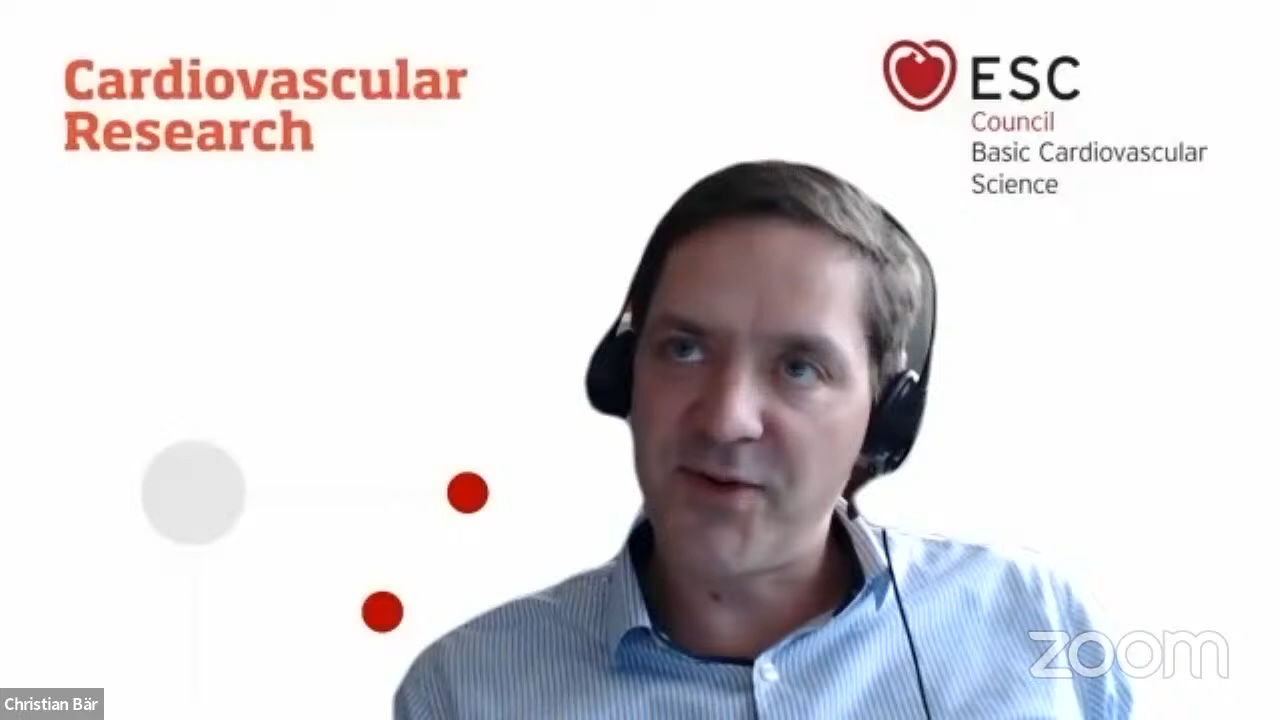 Cardiovascular
Research
ESC
Council
Basic Cardiovascular
Science
zoom
Christian Bär